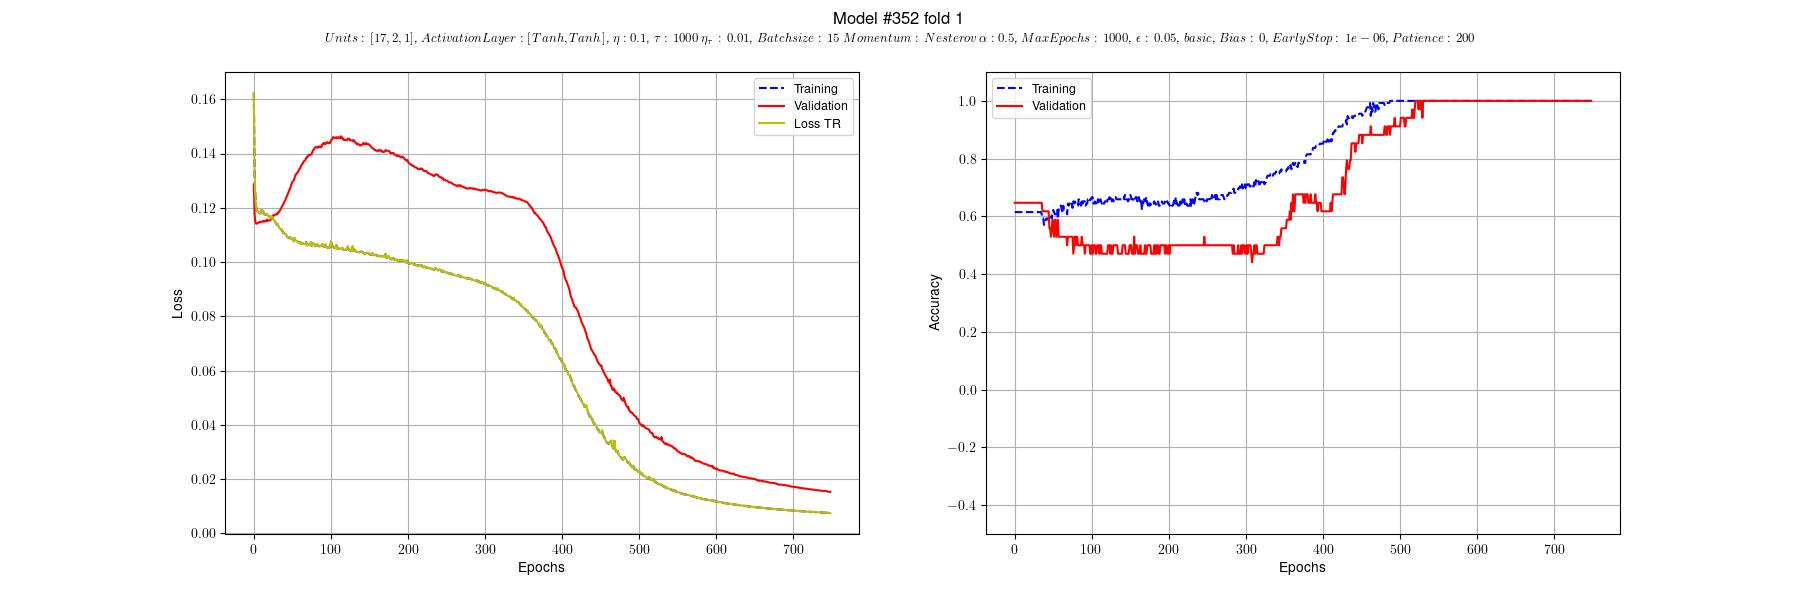 Model #352 fold 1
Units : [17, 2, 1], ActivationLayer : [Tanh, Tanh], η : 0.1, τ : 1000 ητ : 0.01, Batchsize : 15 Momentum : Nesterov α : 0.5, MaxEpochs : 1000, ϵ : 0.05, basic, Bias : 0, EarlyStop : 1e − 06, Patience : 200
Training
Validation
Loss TR
0.16
0.14
0.12
0.10
0.08
0.06
0.04
0.02
0.00
Loss
0 100 200 300 400 500 600 700
Epochs
Training
Validation
1.0
0.8
0.6
0.4
0.2
0.0
−0.2
−0.4
Accuracy
0 100 200 300 400 500 600 700
Epochs